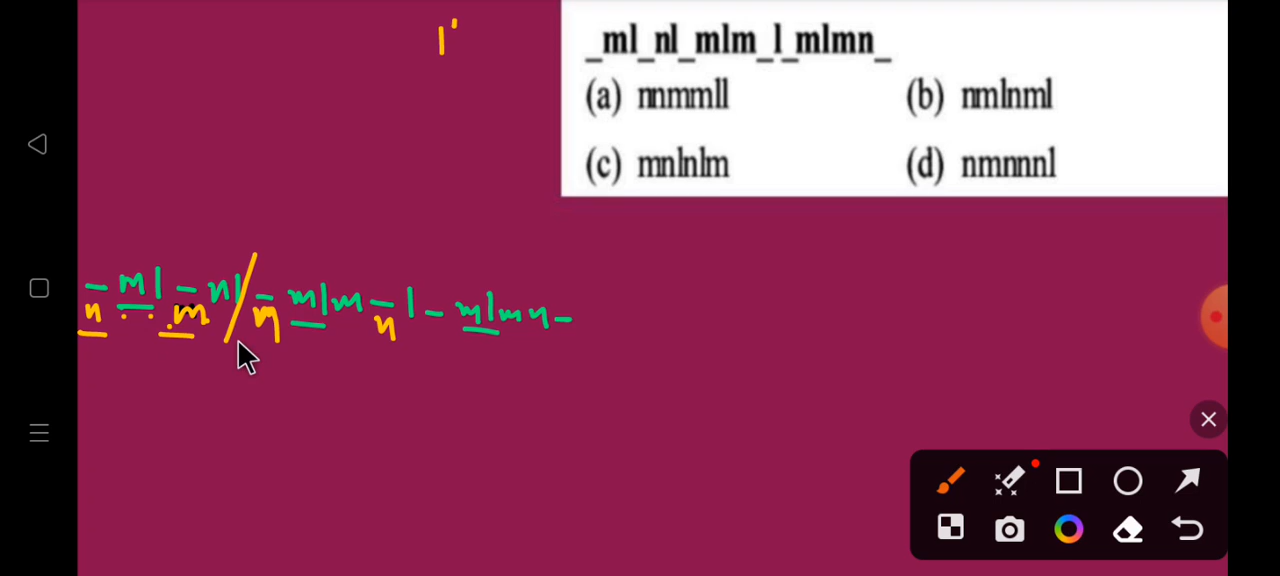 l'
_ml_nl_mlm_l_mlmn_
(a) nnmmll (b) nmlnml
(c) mnlnlm (d) nmnnnl
_ ml _ nl / _ mlm _ l _ mlmn _
n m n n